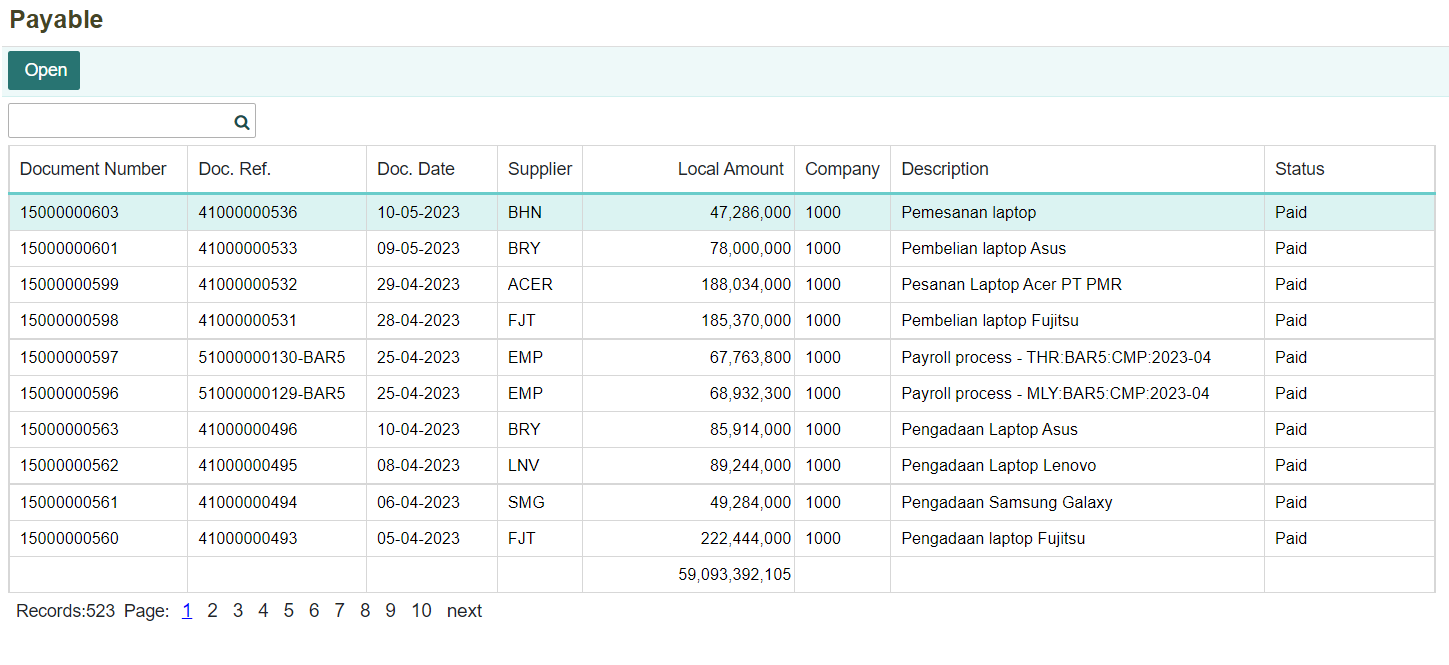 Payable
Open
Document Number Doc. Ref. Doc. Date Supplier Local Amount Company Description Status
15000000603 41000000536 10-05-2023 BHN 47,286,000 1000 Pemesanan laptop Paid
15000000601 41000000533 09-05-2023 BRY 78,000,000 1000 Pembelian laptop Asus Paid
15000000599 41000000532 29-04-2023 ACER 188,034,000 1000 Pesanan Laptop Acer PT PMR Paid
15000000598 41000000531 28-04-2023 FJT 185,370,000 1000 Pembelian laptop Fujitsu Paid
15000000597 51000000130-BAR5 25-04-2023 EMP 67,763,800 1000 Payroll process - THR:BAR5:CMP:2023-04 Paid
15000000596 51000000129-BAR5 25-04-2023 EMP 68,932,300 1000 Payroll process - MLY:BAR5:CMP:2023-04 Paid
15000000563 41000000496 10-04-2023 BRY 85,914,000 1000 Pengadaan Laptop Asus Paid
15000000562 41000000495 08-04-2023 LNV 89,244,000 1000 Pengadaan Laptop Lenovo Paid
15000000561 41000000494 06-04-2023 SMG 49,284,000 1000 Pengadaan Samsung Galaxy Paid
15000000560 41000000493 05-04-2023 FJT 222,444,000 1000 Pengadaan laptop Fujitsu Paid
59,093,392,105
Records:523 Page: 1 2 3 4 5 6 7 8 9 10 next